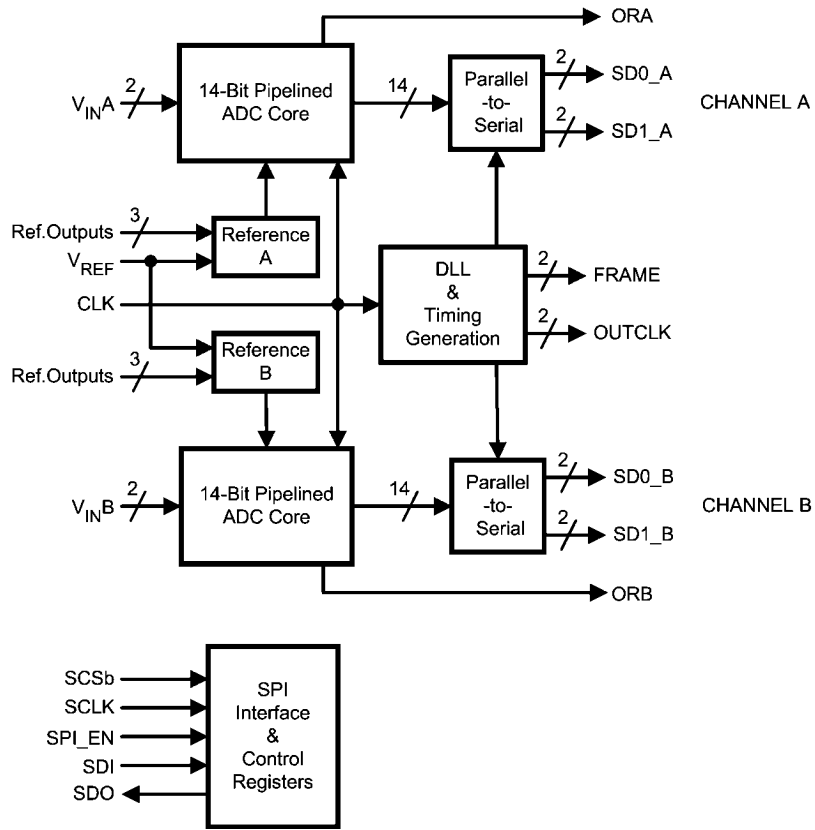 ORA
2
V_IN A
14-Bit Pipelined
ADC Core
14
Parallel
-to-
Serial
2
SD0_A
2
SD1_A
CHANNEL A
Ref.Outputs
3
V_REF
Reference
A
CLK
DLL
&
Timing
Generation
2
FRAME
2
OUTCLK
Reference
B
Ref.Outputs
3
2
V_IN B
14-Bit Pipelined
ADC Core
14
Parallel
-to-
Serial
2
SD0_B
2
SD1_B
CHANNEL B
ORB
SCSb
SCLK
SPI_EN
SDI
SDO
SPI
Interface
&
Control
Registers